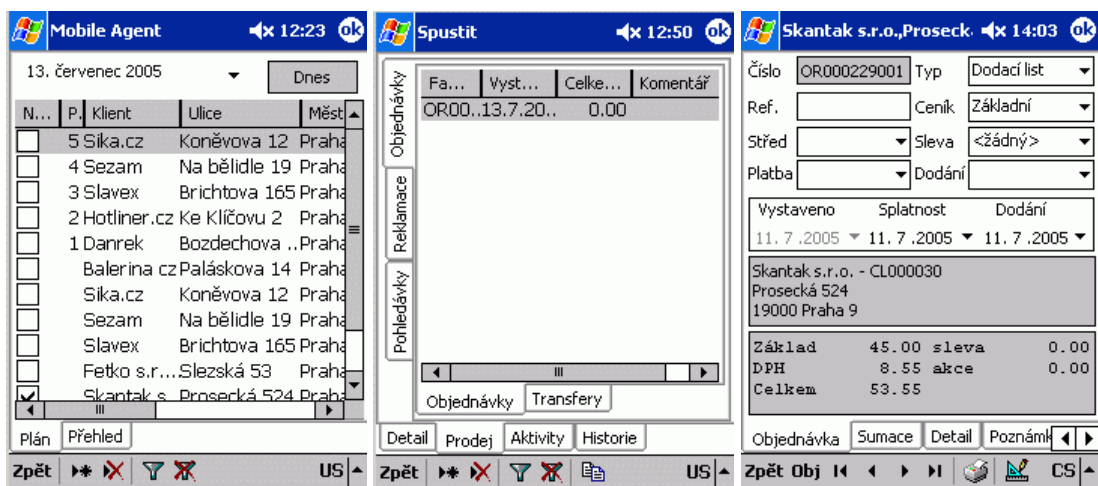 Mobile Agent 12:23 ok
13. červenec 2005 Dnes
N... P. Klient Ulice Měst
5 Sika.cz Koněvova 12 Praha
4 Sezam Na bělidle 19 Praha
3 Slavex Brichtova 165 Praha
2 Hotliner.cz Ke Klíčovu 2 Praha
1 Danrek Bozdechova .. Praha
Balerina cz Paláskova 14 Praha
Sika.cz Koněvova 12 Praha
Sezam Na bělidle 19 Praha
Slavex Brichtova 165 Praha
Fetko s.r... Slezská 53 Praha
Skantak s Prosecká 524 Praha
Plán Přehled
Zpět US
Spustit 12:50 ok
Objednávky
Reklamace
Pohledávky
Fa... Vyst... Celke... Komentář
OR00.. 13.7.20.. 0.00
Objednávky Transfery
Detail Prodej Aktivity Historie
Zpět US
Skantak s.r.o.,Proseck. 14:03 ok
Číslo OR000229001 Typ Dodací list
Ref. Ceník Základní
Střed Sleva <žádný>
Platba Dodání
Vystaveno Splatnost Dodání
11. 7 .2005 11. 7 .2005 11. 7 .2005
Skantak s.r.o. - CL000030
Prosecká 524
19000 Praha 9
Základ 45.00 sleva 0.00
DPH 8.55 akce 0.00
Celkem 53.55
Objednávka Sumace Detail Poznámk
Zpět Obj CS